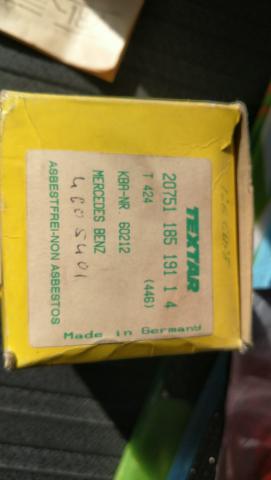 TEXTAR
20751 185 191 1 4
T 424 (446)
KBA-NR. 60212
MERCEDES BENZ
ASBESTFREI-NON ASBESTOS
Made in Germany